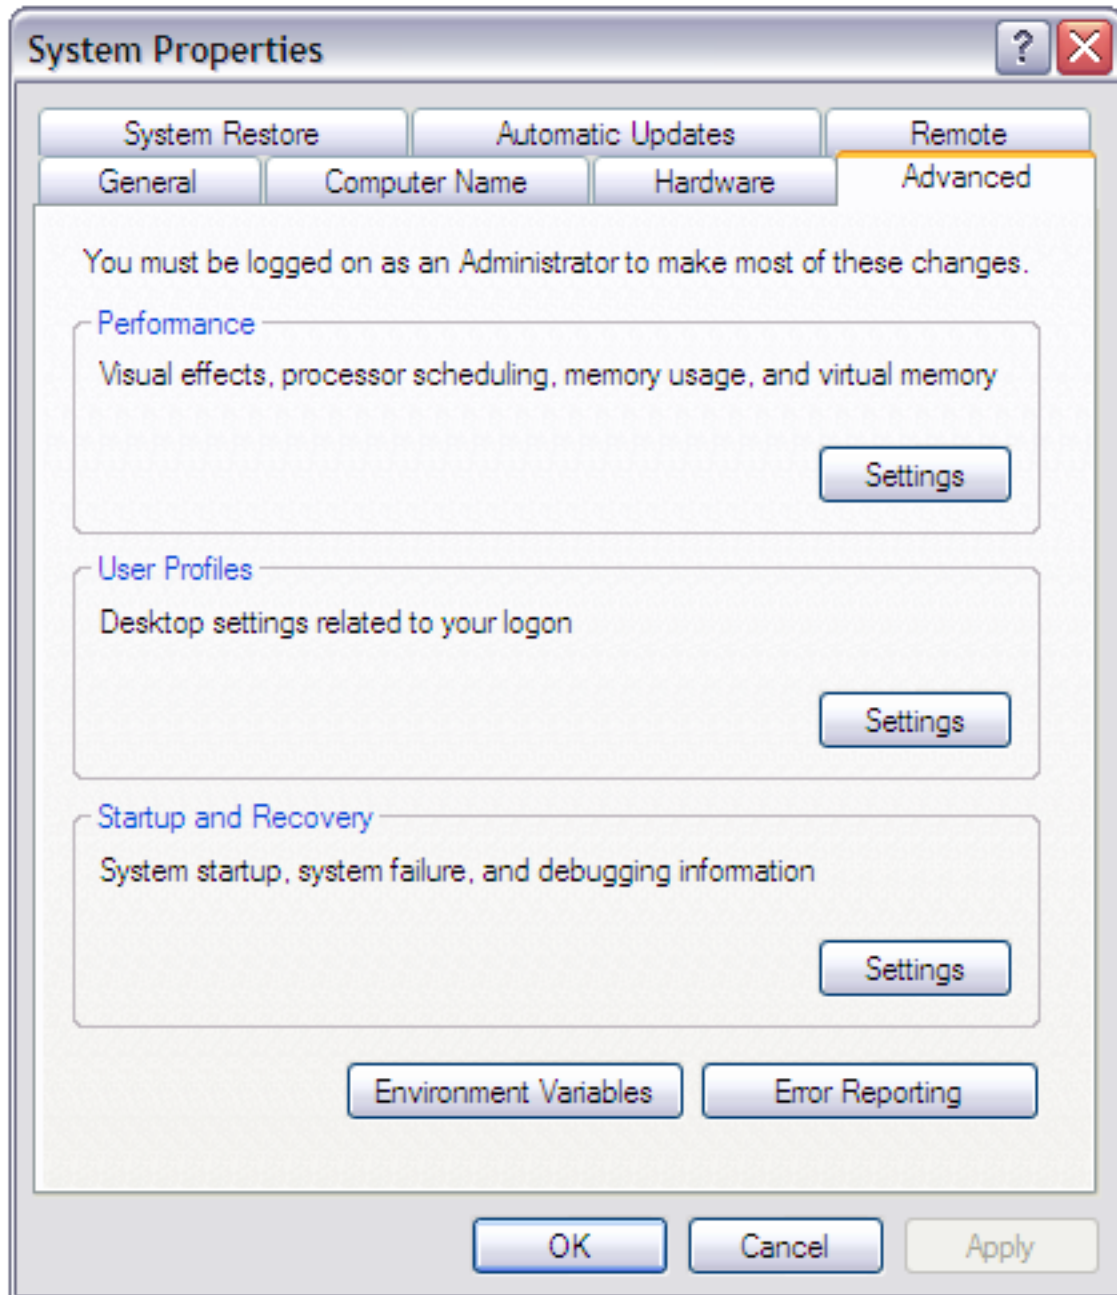 System Properties
?
System Restore
Automatic Updates
Remote
General
Computer Name
Hardware
Advanced
You must be logged on as an Administrator to make most of these changes.
Performance
Visual effects, processor scheduling, memory usage, and virtual memory
Settings
User Profiles
Desktop settings related to your logon
Settings
Startup and Recovery
System startup, system failure, and debugging information
Settings
Environment Variables
Error Reporting
OK
Cancel
Apply